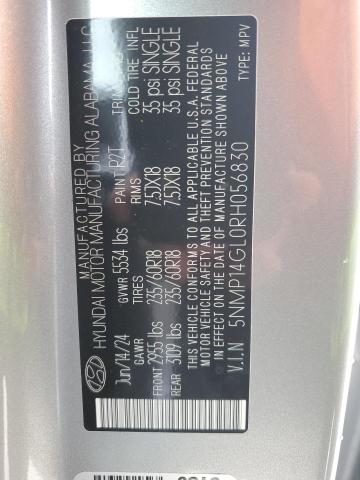 MANUFACTURED BY
HYUNDAI MOTOR MANUFACTURING ALABAMA, LLC
Jun/14/24 GVWR 5534 lbs PAINT R2T
GAWR TIRES RIMS COLD TIRE INFL
FRONT 2955 lbs 235/60R18 7.5JX18 35 psi SINGLE
REAR 3109 lbs 235/60R18 7.5JX18 35 psi SINGLE
THIS VEHICLE CONFORMS TO ALL APPLICABLE U.S.A. FEDERAL
MOTOR VEHICLE SAFETY AND THEFT PREVENTION STANDARDS
IN EFFECT ON THE DATE OF MANUFACTURE SHOWN ABOVE.
V.I.N 5NMP14GL0RH056830 TYPE : MPV